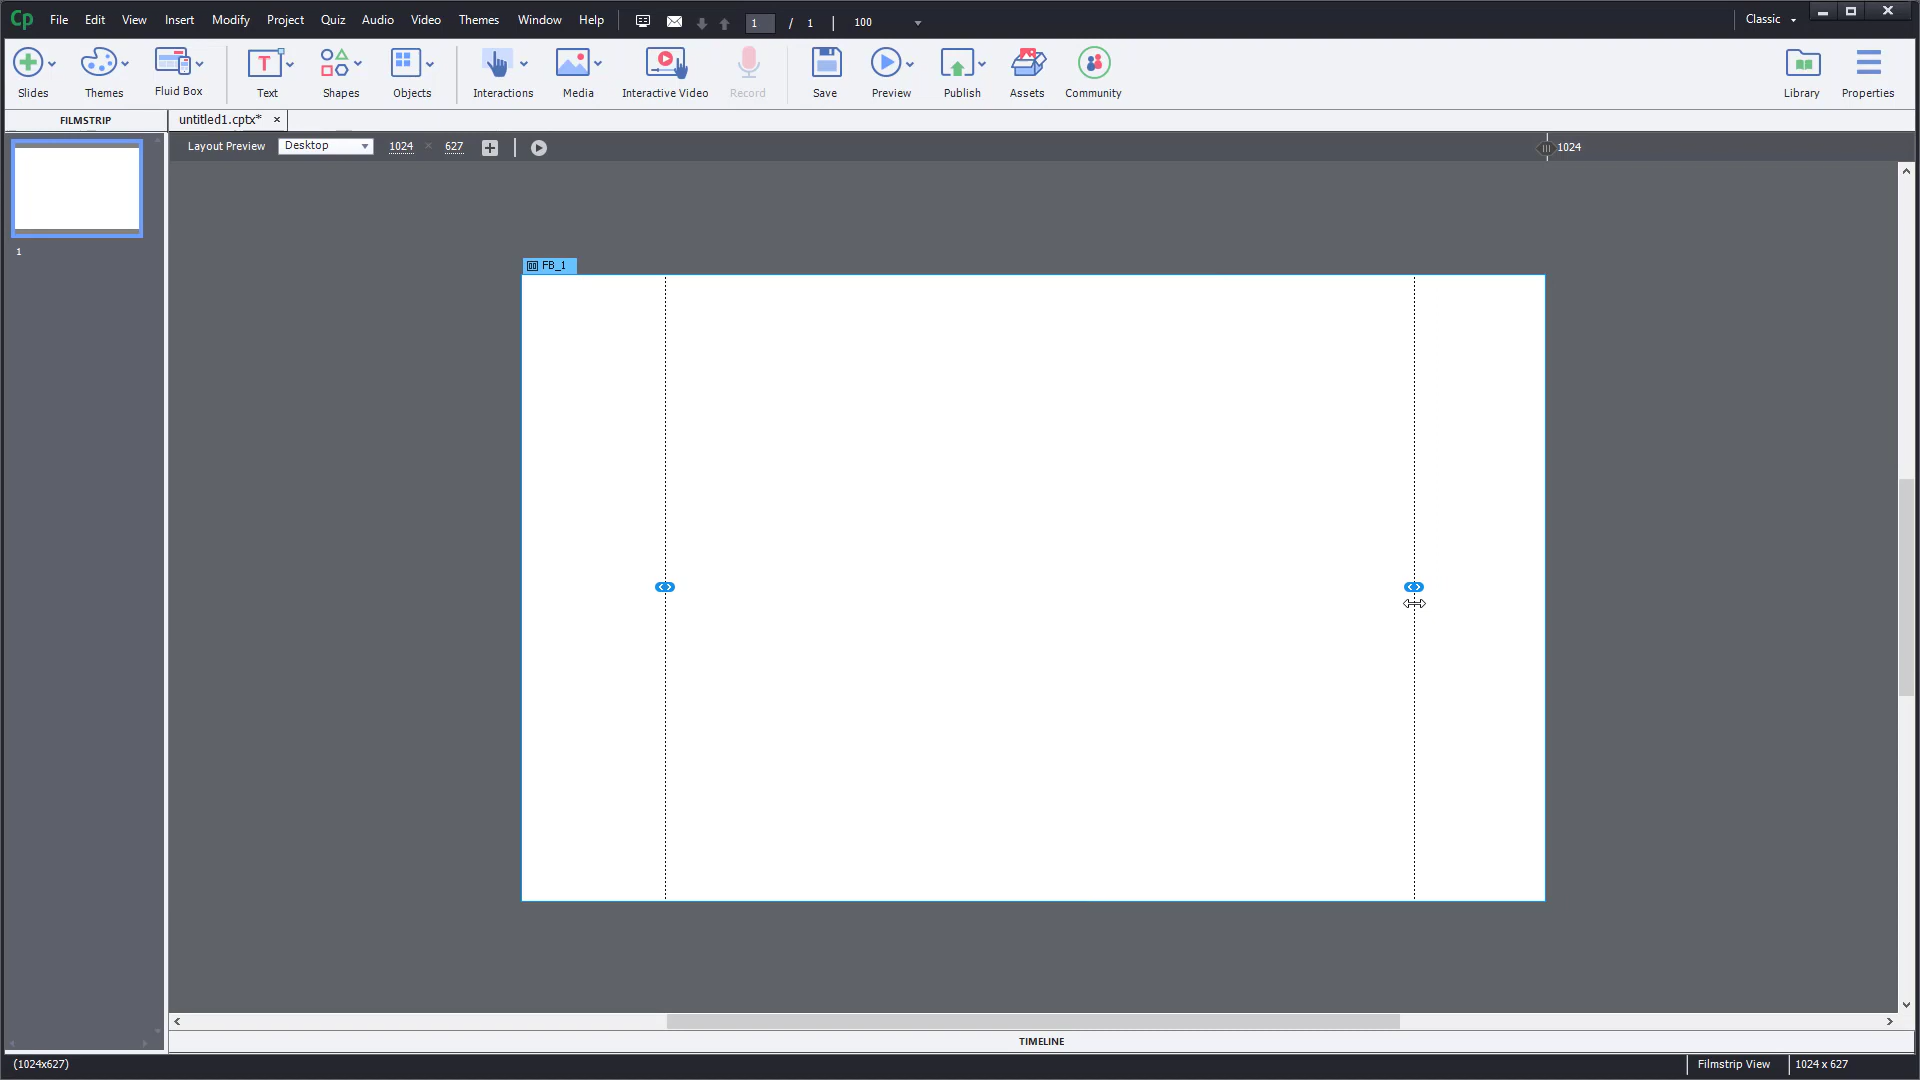 Cp File Edit View Insert Modify Project Quiz Audio Video Themes Window Help 1 / 1 100 Classic
Slides Themes Fluid Box Text Shapes Objects Interactions Media Interactive Video Record Save Preview Publish Assets Community Library Properties
FILMSTRIP untitled1.cptx* ×
Layout Preview Desktop 1024 × 627 1024
1
FB_1
TIMELINE
(1024x627) Filmstrip View 1024 x 627